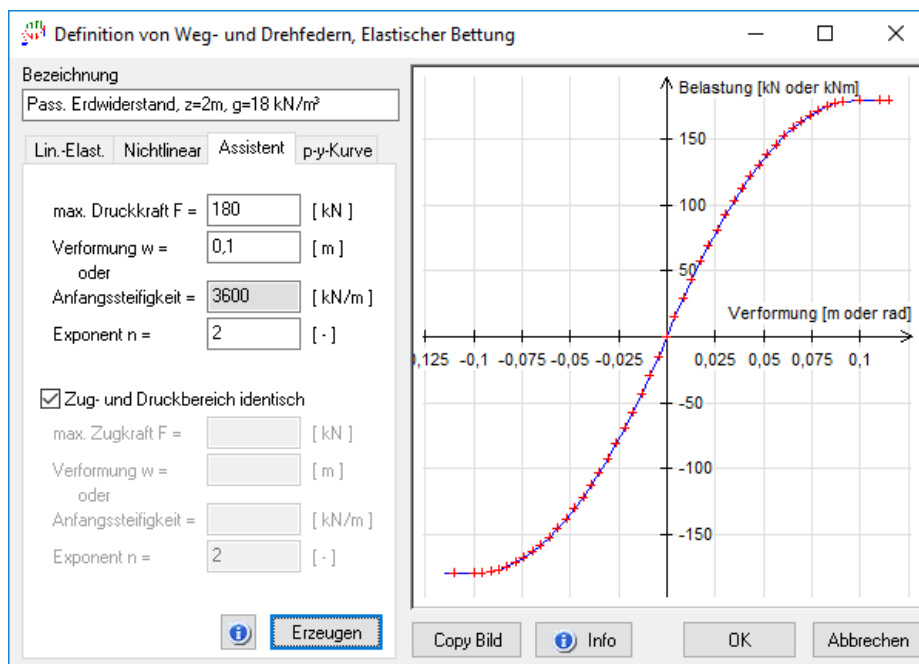 Definition von Weg- und Drehfedern, Elastischer Bettung
Bezeichnung
Pass. Erdwiderstand, z=2m, g=18 kN/m³
Lin.-Elast. Nichtlinear Assistent p-y-Kurve
max. Druckkraft F = 180 [ kN ]
Verformung w = 0,1 [ m ]
oder
Anfangssteifigkeit = 3600 [ kN/m ]
Exponent n = 2 [ - ]
Zug- und Druckbereich identisch
max. Zugkraft F = [ kN ]
Verformung w = [ m ]
oder
Anfangssteifigkeit = [ kN/m ]
Exponent n = 2 [ - ]
Erzeugen
Belastung [kN oder kNm]
150
100
50
Verformung [m oder rad]
0,125 -0,1 -0,075 -0,05 -0,025 0,025 0,05 0,075 0,1
-50
-100
-150
Copy Bild Info OK Abbrechen